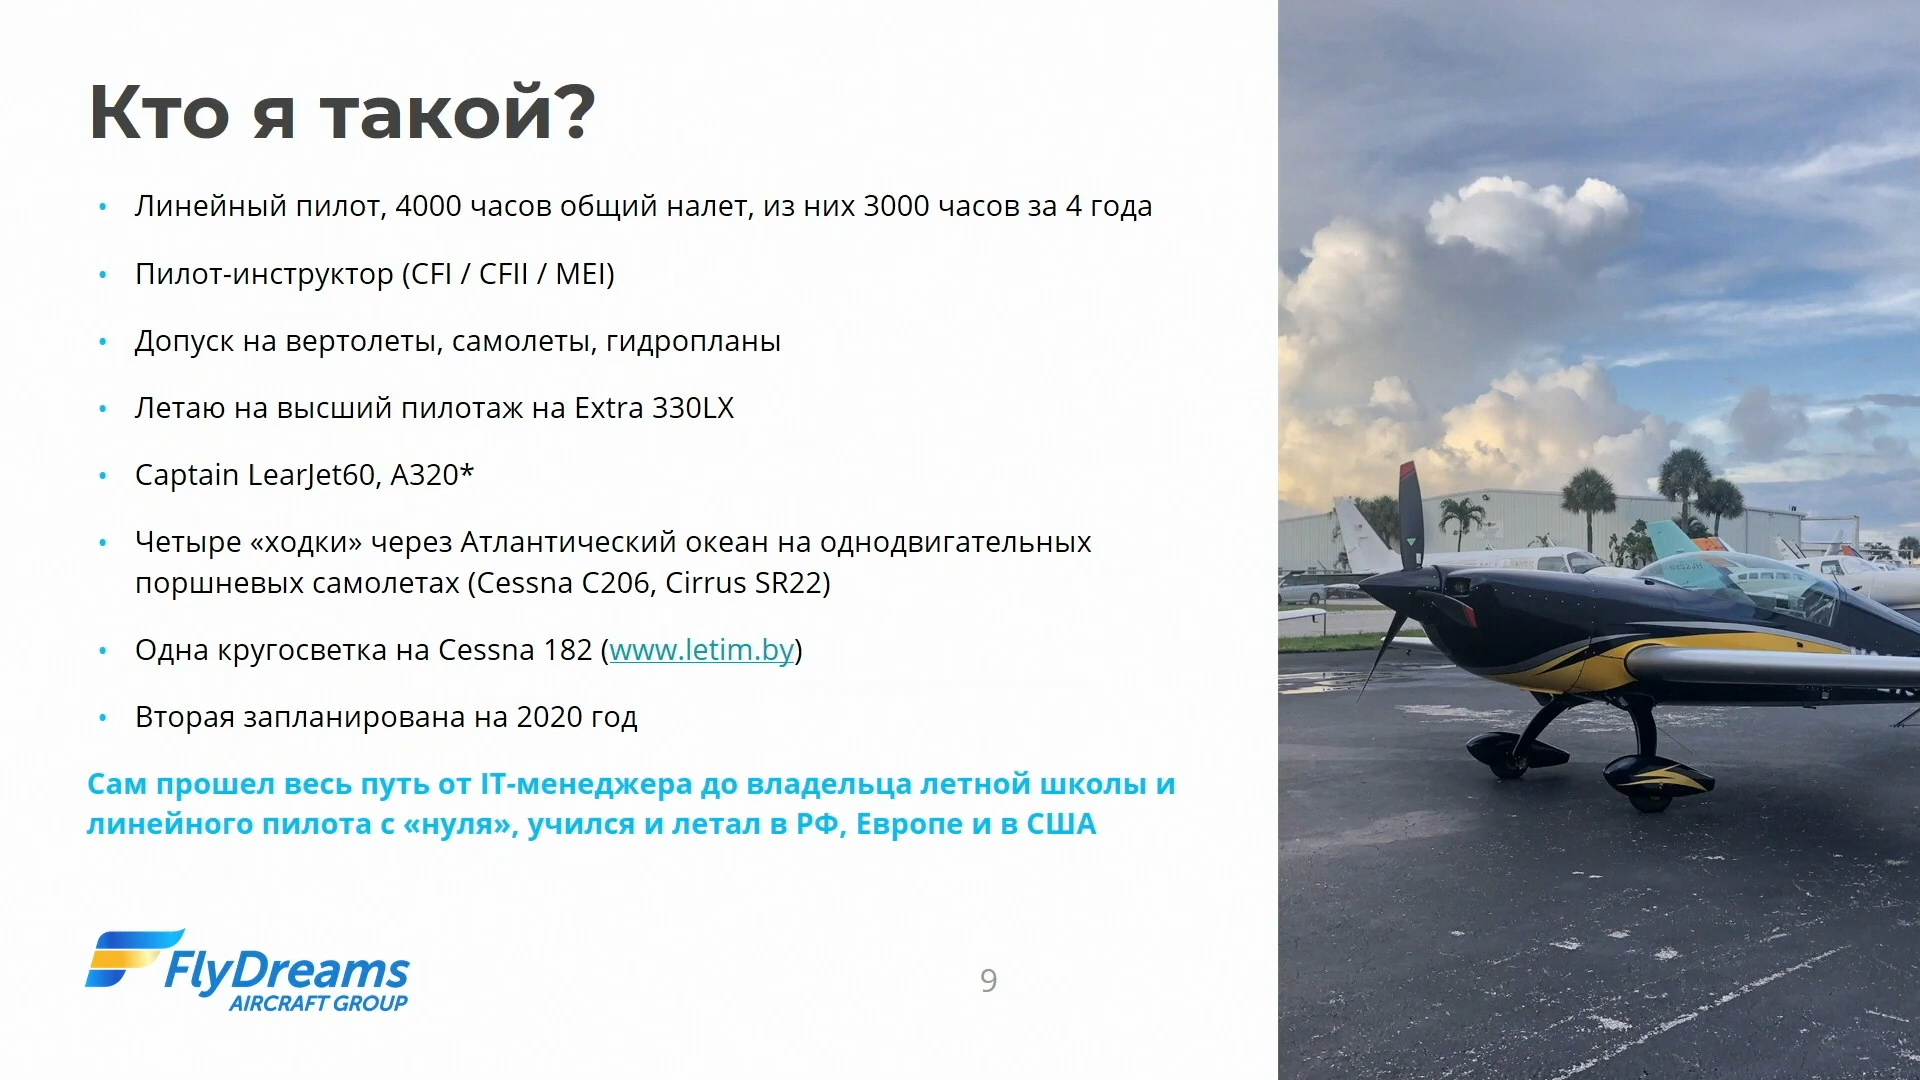 Кто я такой?
• Линейный пилот, 4000 часов общий налет, из них 3000 часов за 4 года
• Пилот-инструктор (CFI / CFII / MEI)
• Допуск на вертолеты, самолеты, гидропланы
• Летаю на высший пилотаж на Extra 330LX
• Captain LearJet60, A320*
• Четыре «ходки» через Атлантический океан на однодвигательных
поршневых самолетах (Cessna C206, Cirrus SR22)
• Одна кругосветка на Cessna 182 (www.letim.by)
• Вторая запланирована на 2020 год
Сам прошел весь путь от IT-менеджера до владельца летной школы и
линейного пилота с «нуля», учился и летал в РФ, Европе и в США
FlyDreams
AIRCRAFT GROUP
9